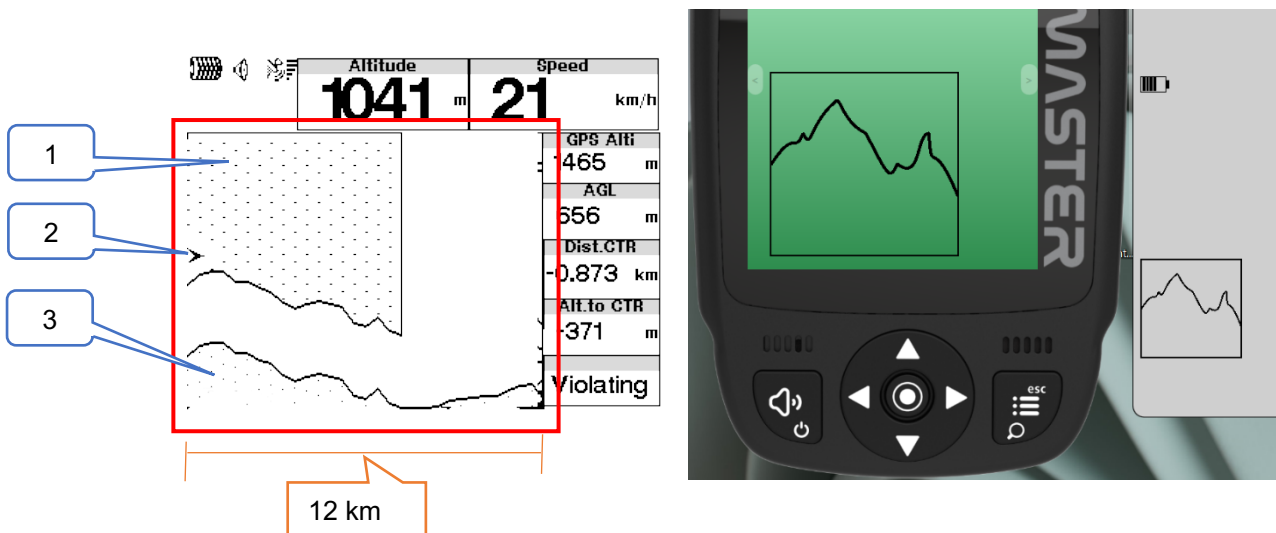 Altitude
Speed
1041 m
21 km/h
1
GPS Alti
1465 m
AGL
656 m
2
Dist.CTR
-0.873 km
Alt.to CTR
-371 m
3
Violating
12 km
<
>
MASTER
esc